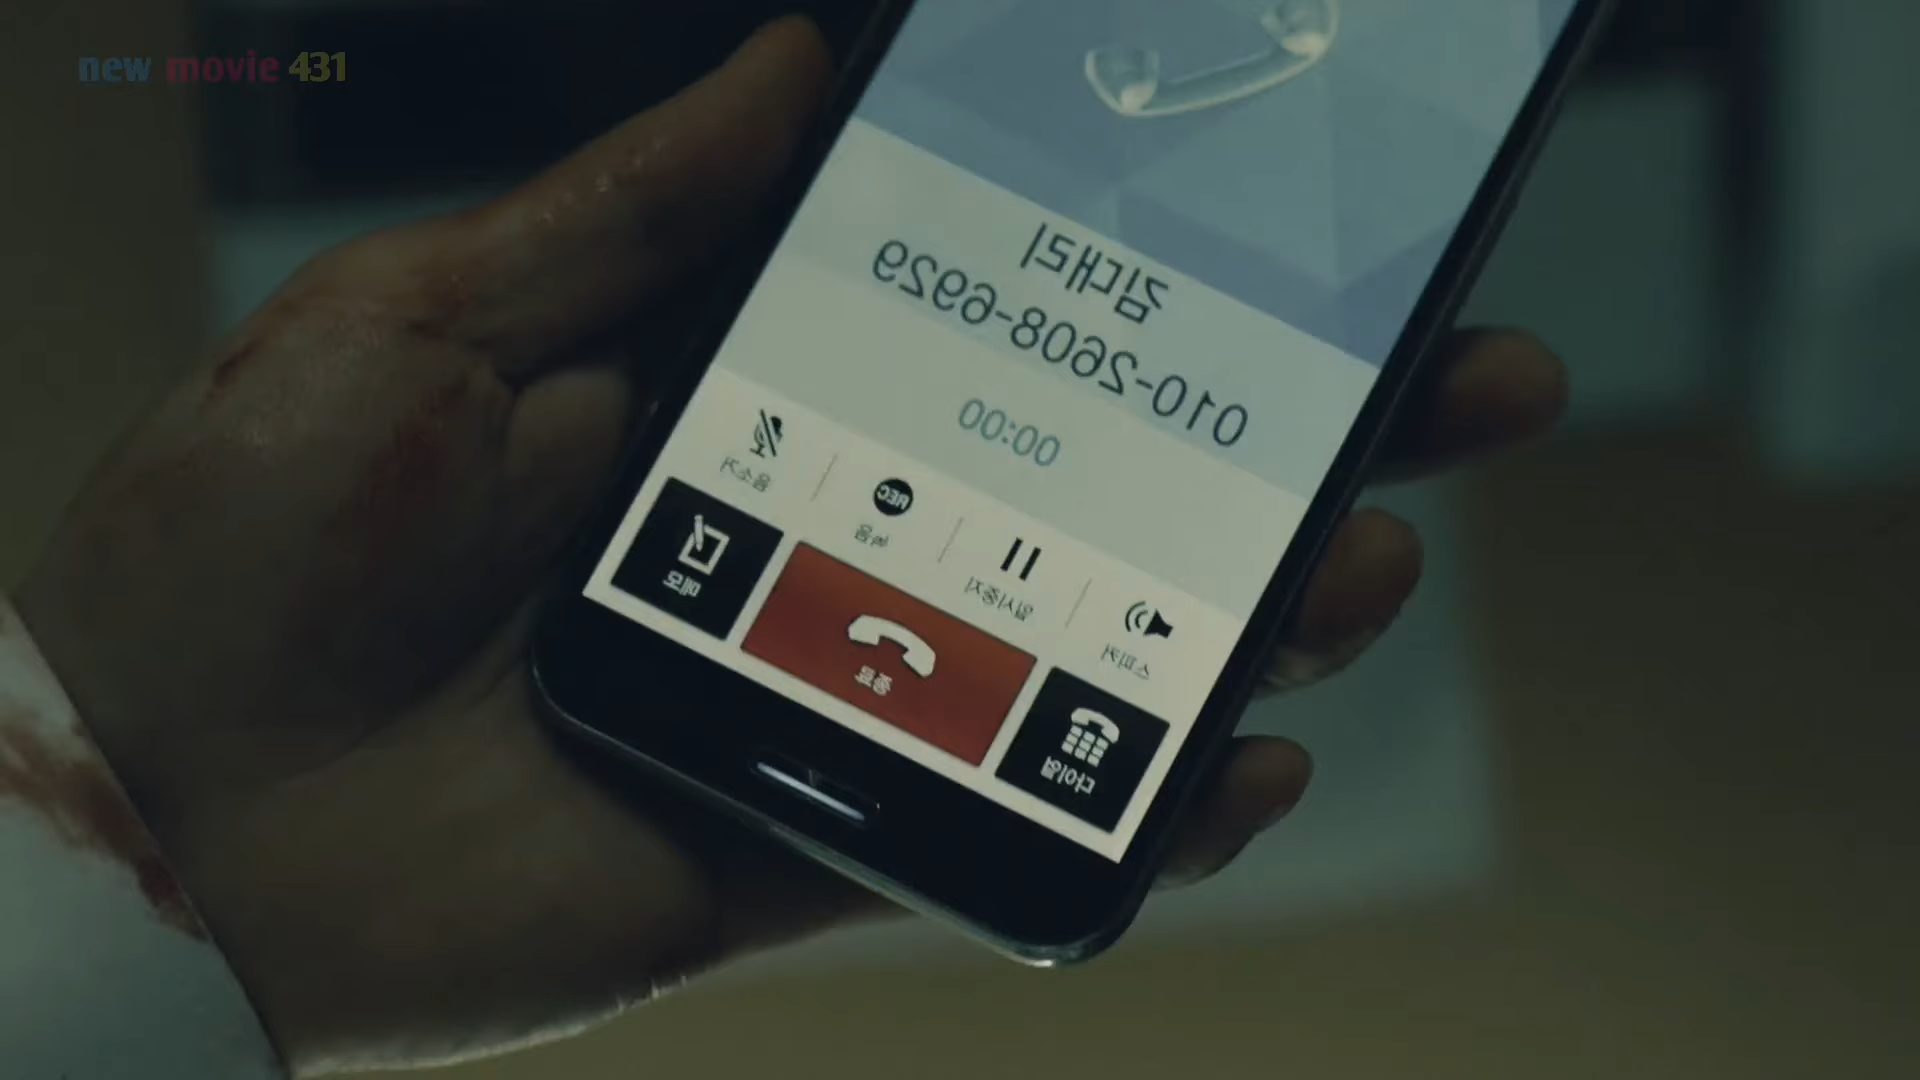 new movie 431
김대리
010-2608-6929
00:00
스피커
일시중지
REC
녹음
음소거
다이얼
종료
메모